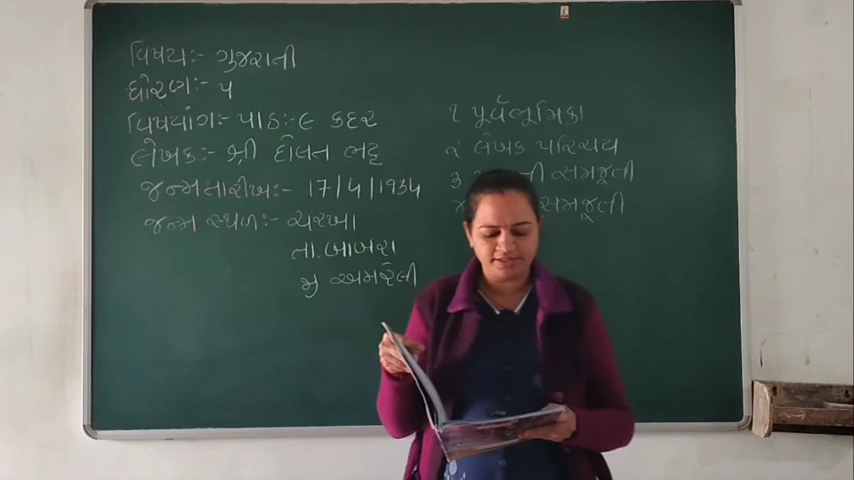 વિષય:- ગુજરાતી
ધોરણ:- ૫
વિષયાંગ:- પાઠ:-૯ કદર
લેખક:- શ્રી દોલત ભટ્ટ
જન્મતારીખ:- 17/4/1934
જન્મ સ્થળ:- ચરખા
તા. બાબરા
જી અમરેલી
૧ પૂર્વભૂમિકા
૨ લેખક પરિચય
૩ ની સમજૂતી
સમજૂતી